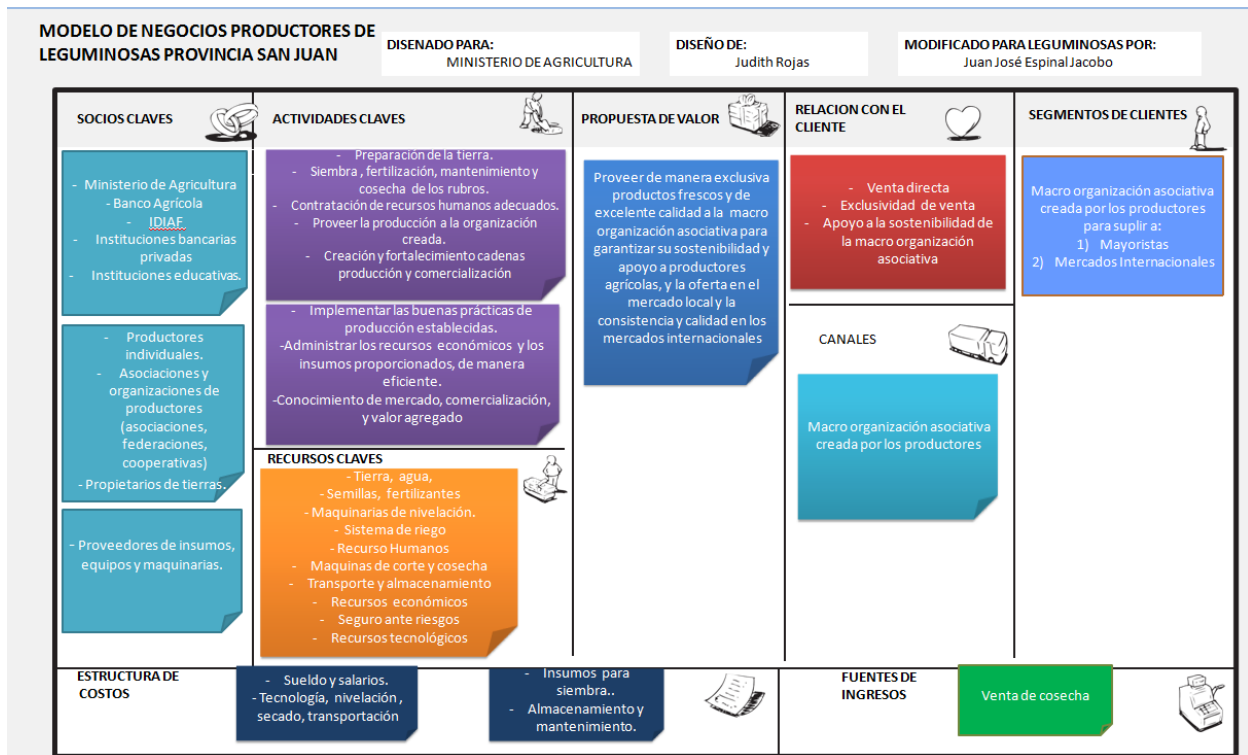 MODELO DE NEGOCIOS PRODUCTORES DE
LEGUMINOSAS PROVINCIA SAN JUAN
DISENADO PARA:
MINISTERIO DE AGRICULTURA
DISEÑO DE:
Judith Rojas
MODIFICADO PARA LEGUMINOSAS POR:
Juan José Espinal Jacobo
SOCIOS CLAVES
- Ministerio de Agricultura
- Banco Agrícola
- IDIAF
- Instituciones bancarias
privadas
- Instituciones educativas.
- Productores
individuales.
- Asociaciones y
organizaciones de
productores
(asociaciones,
federaciones,
cooperativas)
- Propietarios de tierras.
- Proveedores de insumos,
equipos y maquinarias.
ACTIVIDADES CLAVES
- Preparación de la tierra.
- Siembra , fertilización, mantenimiento y
cosecha de los rubros.
- Contratación de recursos humanos adecuados.
- Proveer la producción a la organización
creada.
- Creación y fortalecimiento cadenas
producción y comercialización
- Implementar las buenas prácticas de
producción establecidas.
-Administrar los recursos económicos y los
insumos proporcionados, de manera
eficiente.
-Conocimiento de mercado, comercialización,
y valor agregado
RECURSOS CLAVES
- Tierra, agua,
- Semillas, fertilizantes
- Maquinarias de nivelación.
- Sistema de riego
- Recurso Humanos
- Maquinas de corte y cosecha
- Transporte y almacenamiento
- Recursos económicos
- Seguro ante riesgos
- Recursos tecnológicos
PROPUESTA DE VALOR
Proveer de manera exclusiva
productos frescos y de
excelente calidad a la macro
organización asociativa para
garantizar su sostenibilidad y
apoyo a productores
agrícolas, y la oferta en el
mercado local y la
consistencia y calidad en los
mercados internacionales
RELACION CON EL
CLIENTE
- Venta directa
- Exclusividad de venta
- Apoyo a la sostenibilidad de
la macro organización
asociativa
CANALES
Macro organización asociativa
creada por los productores
SEGMENTOS DE CLIENTES
Macro organización asociativa
creada por los productores
para suplir a:
1) Mayoristas
2) Mercados Internacionales
ESTRUCTURA DE
COSTOS
- Sueldo y salarios.
- Tecnología, nivelación ,
secado, transportación
- Insumos para
siembra..
- Almacenamiento y
mantenimiento.
FUENTES DE
INGRESOS
Venta de cosecha